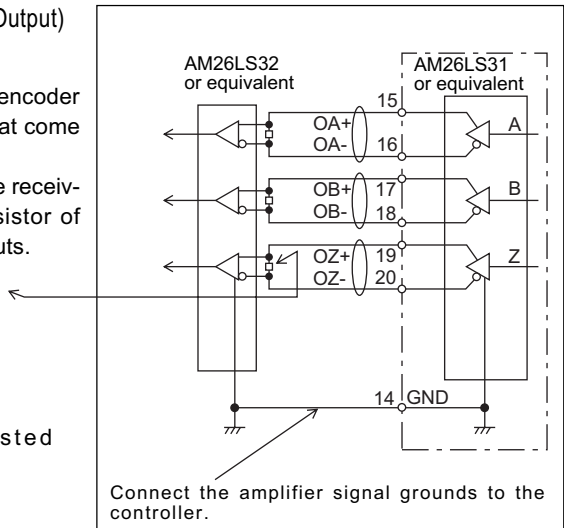 Output)
encoder
at come
e receiv-
sistor of
uts.
sted
AM26LS32
or equivalent
AM26LS31
or equivalent
15
OA+
A
OA-
16
OB+
17
B
OB-
18
OZ+
19
Z
OZ-
20
14
GND
Connect the amplifier signal grounds to the
controller.